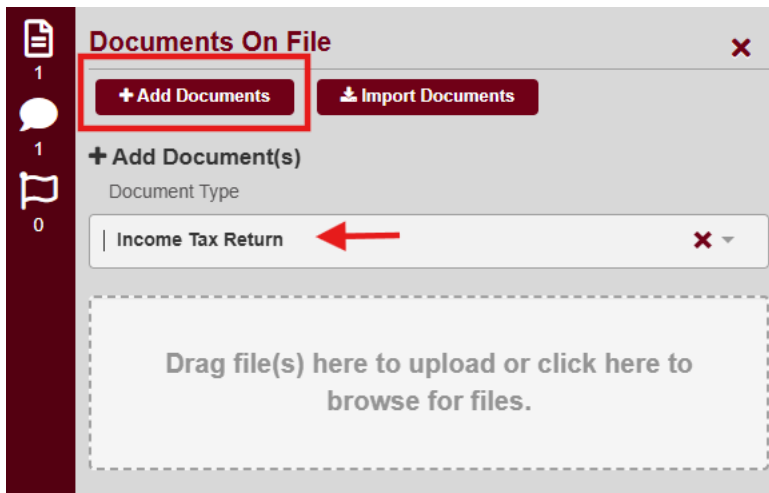 Documents On File
1
+ Add Documents
Import Documents
1
+ Add Document(s)
Document Type
0
Income Tax Return
Drag file(s) here to upload or click here to
browse for files.